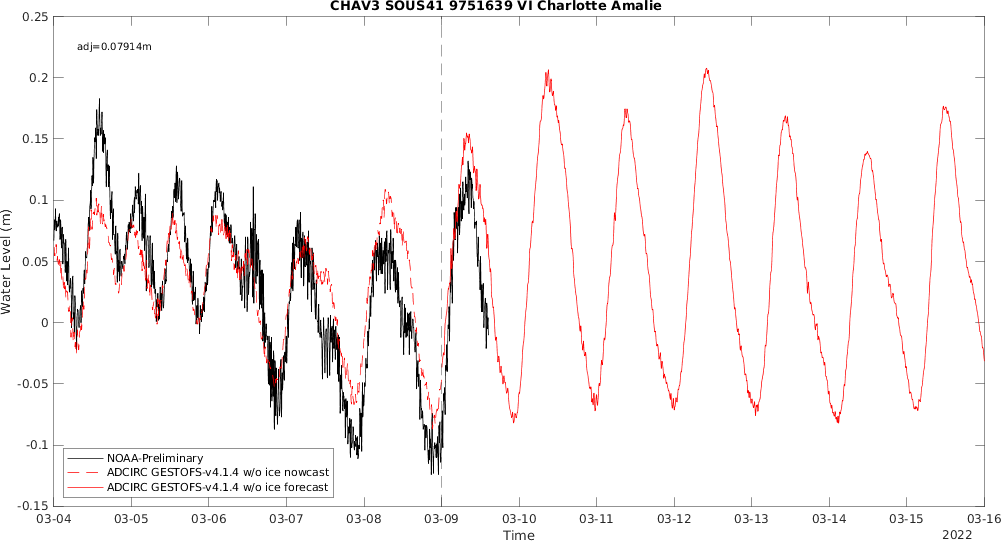 CHAV3 SOUS41 9751639 VI Charlotte Amalie
adj=0.07914m
0.25
0.2
0.15
0.1
0.05
0
-0.05
-0.1
-0.15
Water Level (m)
NOAA-Preliminary
ADCIRC GESTOFS-v4.1.4 w/o ice nowcast
ADCIRC GESTOFS-v4.1.4 w/o ice forecast
03-04 03-05 03-06 03-07 03-08 03-09 03-10 03-11 03-12 03-13 03-14 03-15 03-16
Time
2022